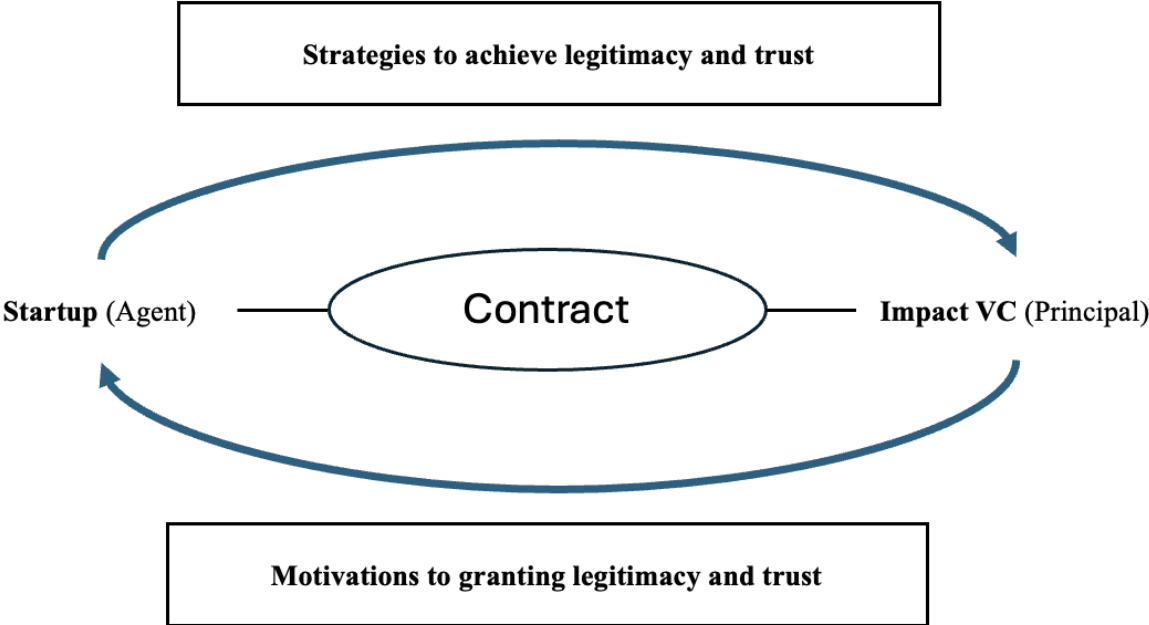 Strategies to achieve legitimacy and trust
Startup (Agent)
Contract
Impact VC (Principal)
Motivations to granting legitimacy and trust